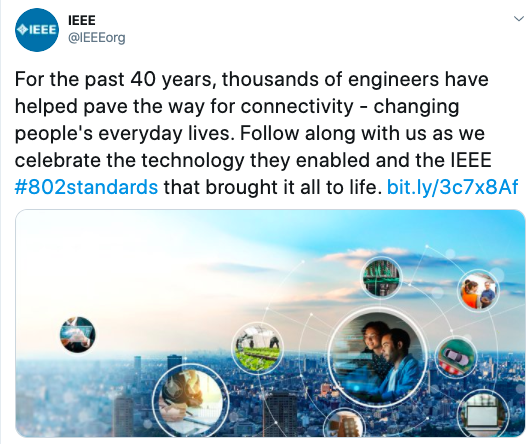 IEEE
IEEE
@IEEEorg
For the past 40 years, thousands of engineers have
helped pave the way for connectivity - changing
people's everyday lives. Follow along with us as we
celebrate the technology they enabled and the IEEE
#802standards that brought it all to life. bit.ly/3c7x8Af